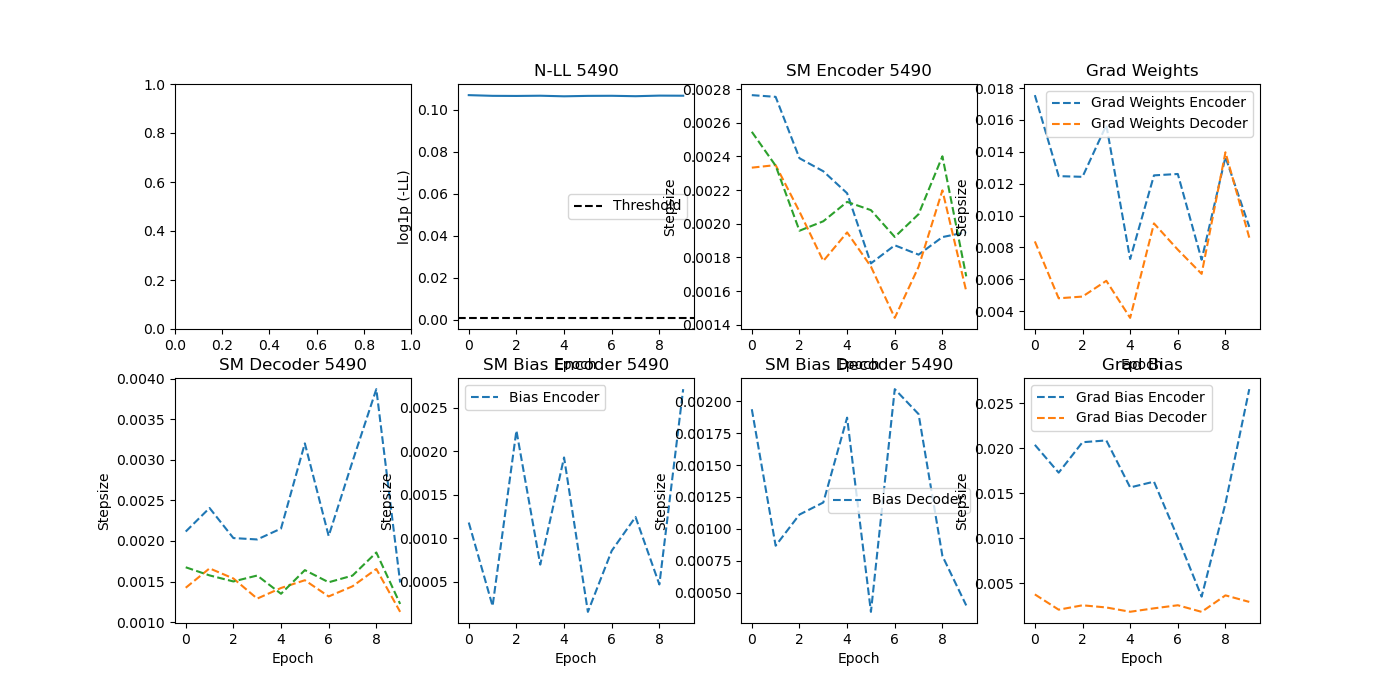 N-LL 5490
SM Encoder 5490
Grad Weights
1.0
0.8
0.6
0.4
0.2
0.0
0.0 0.2 0.4 0.6 0.8 1.0
log1p (-LL)
0.10
0.08
0.06
0.04
0.02
0.00
Threshold
0 2 4 6 8
Epoch
Stepsize
0.0028
0.0026
0.0024
0.0022
0.0020
0.0018
0.0016
0.0014
0 2 4 6 8
Epoch
Stepsize
0.018
0.016
0.014
0.012
0.010
0.008
0.006
0.004
Grad Weights Encoder
Grad Weights Decoder
0 2 4 6 8
Epoch
SM Decoder 5490
SM Bias Encoder 5490
SM Bias Decoder 5490
Grad Bias
Stepsize
0.0040
0.0035
0.0030
0.0025
0.0020
0.0015
0.0010
0 2 4 6 8
Epoch
Stepsize
0.0025
0.0020
0.0015
0.0010
0.0005
Bias Encoder
0 2 4 6 8
Epoch
Stepsize
0.00200
0.00175
0.00150
0.00125
0.00100
0.00075
0.00050
Bias Decoder
0 2 4 6 8
Epoch
Stepsize
0.025
0.020
0.015
0.010
0.005
Grad Bias Encoder
Grad Bias Decoder
0 2 4 6 8
Epoch